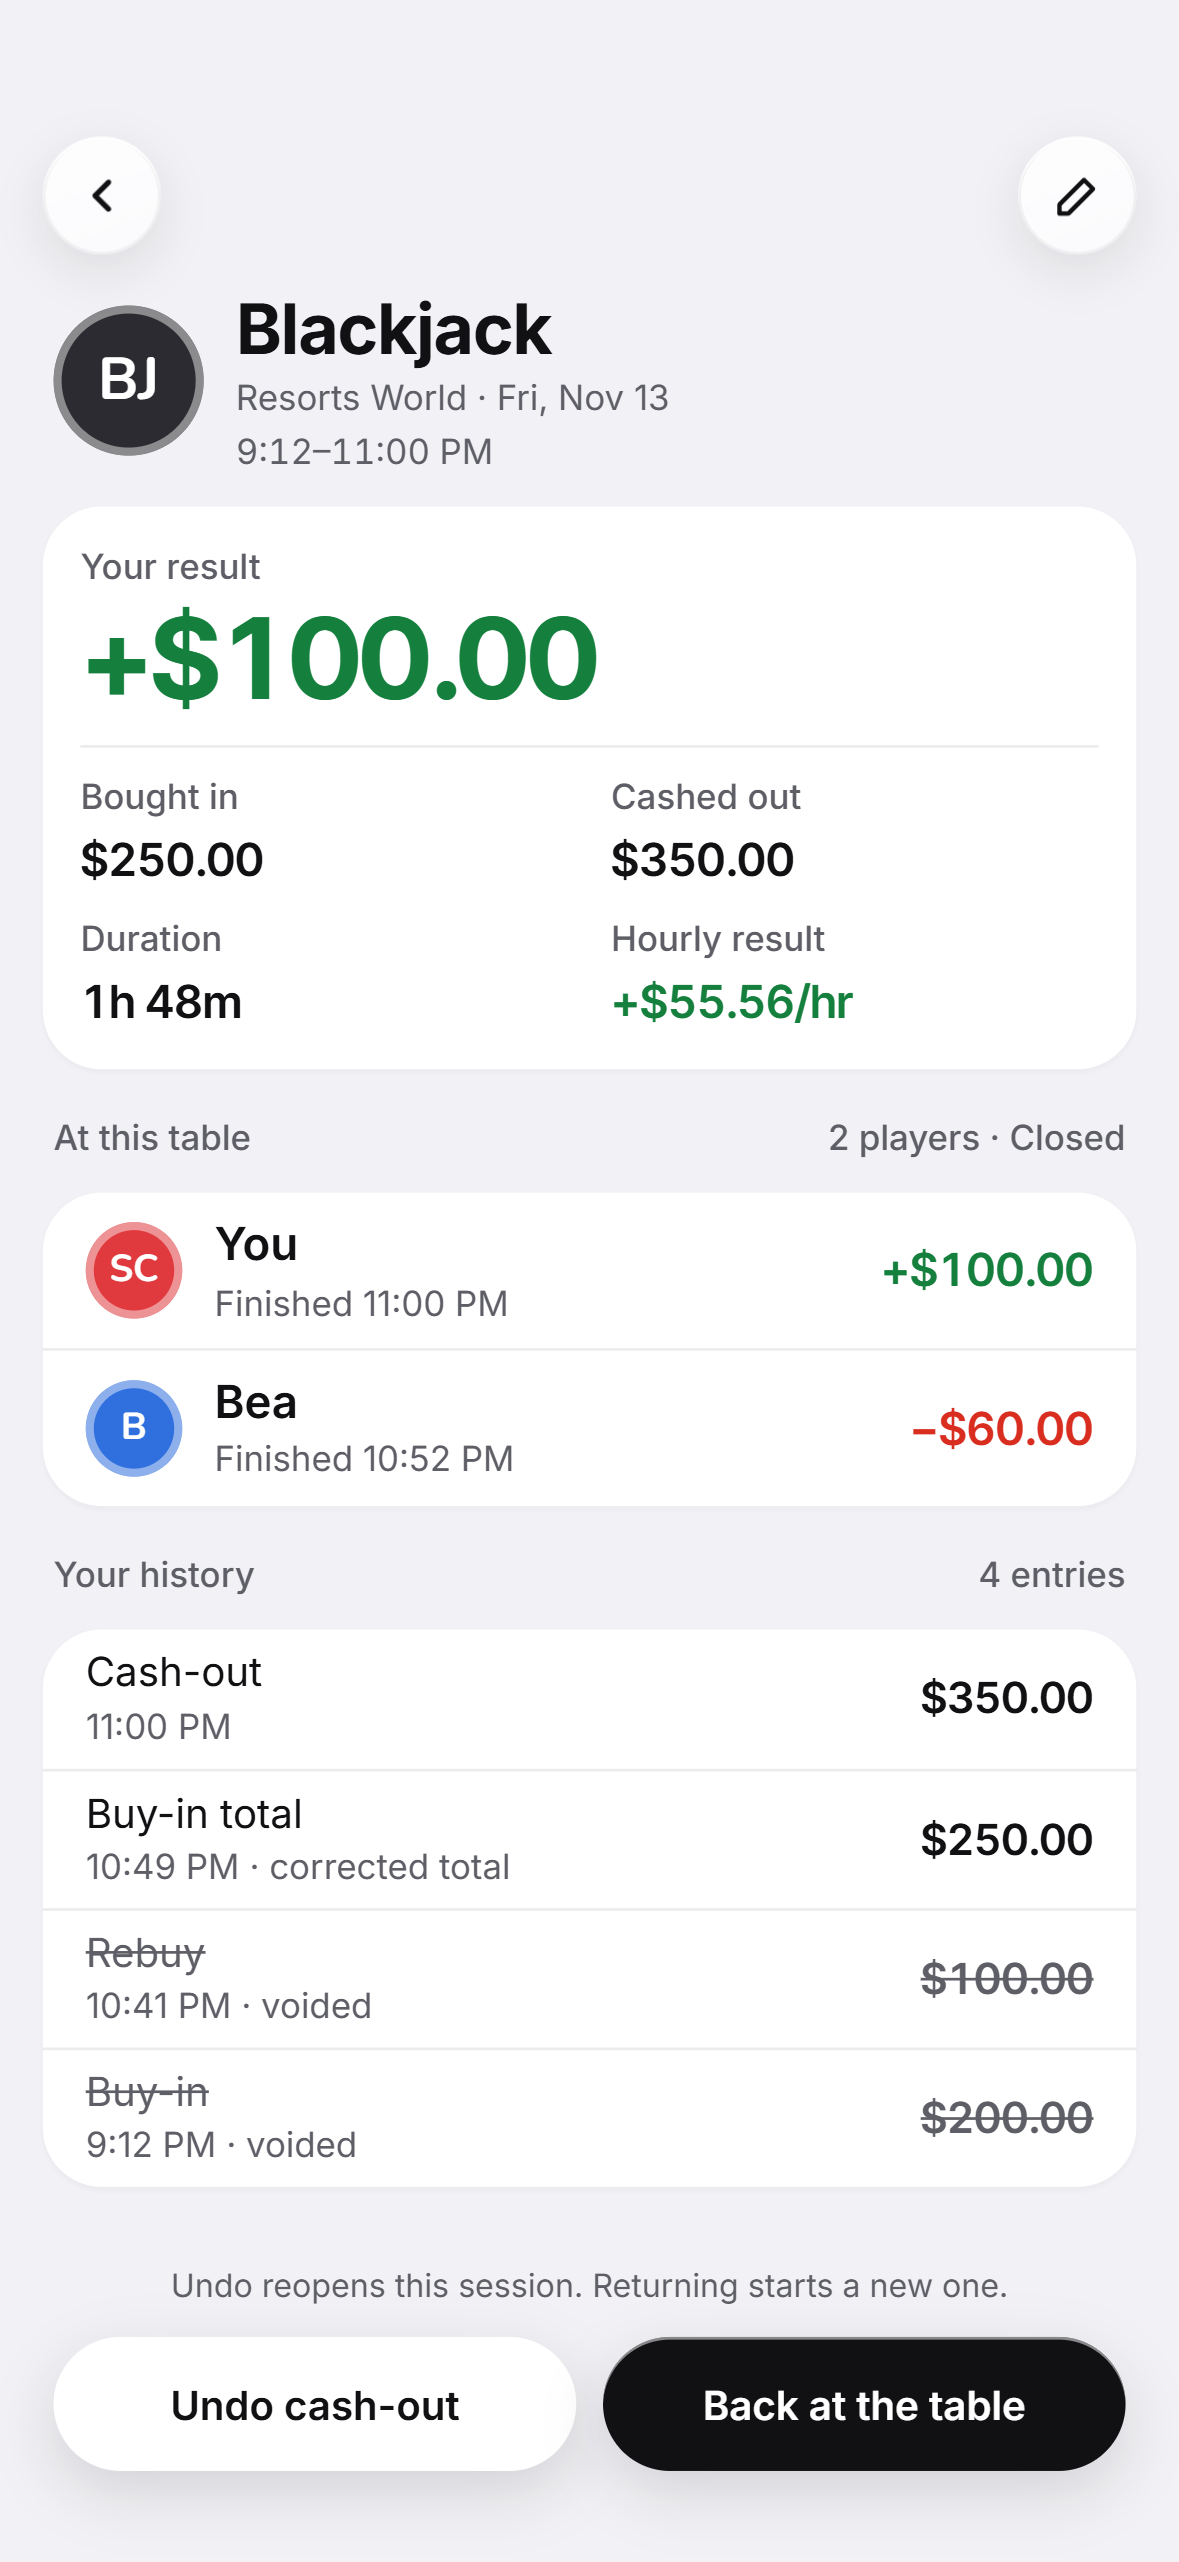 BJ
Blackjack
Resorts World · Fri, Nov 13
9:12–11:00 PM
Your result
+$100.00
Bought in
Cashed out
$250.00
$350.00
Duration
Hourly result
1h 48m
+$55.56/hr
At this table
2 players · Closed
SC
You
Finished 11:00 PM
+$100.00
B
Bea
Finished 10:52 PM
−$60.00
Your history
4 entries
Cash-out
11:00 PM
$350.00
Buy-in total
10:49 PM · corrected total
$250.00
Rebuy
10:41 PM · voided
$100.00
Buy-in
9:12 PM · voided
$200.00
Undo reopens this session. Returning starts a new one.
Undo cash-out
Back at the table